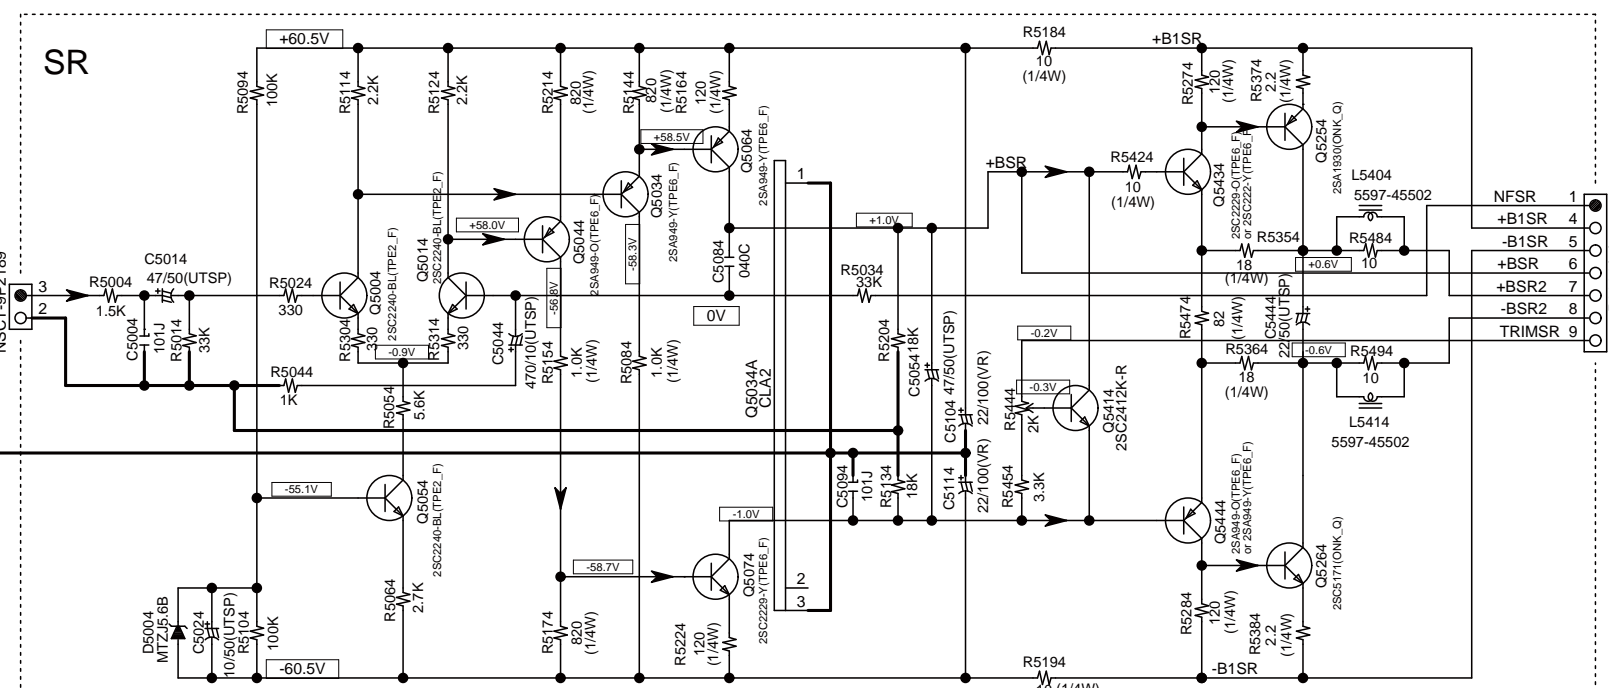 SR
+60.5V
R5094
100K
R5114
2.2K
R5124
2.2K
R5214
820
(1/4W)
R5144
820
(1/4W)
R5164
120
(1/4W)
R5184
10
(1/4W)
+B1SR
R5274
120
(1/4W)
R5374
2.2
(1/4W)
+58.5V
Q5064
2SA949-Y(TPE6_F)
Q5034
2SA949-Y(TPE6_F)
Q5254
2SA1930(ONK_Q)
1
+BSR
R5424
10
(1/4W)
Q5434
2SC2229-O(TPE6_F)
or 2SC222-Y(TPE6_F)
L5404
5597-45502
NFSR 1
+B1SR 4
-B1SR 5
+BSR 6
+BSR2 7
-BSR2 8
TRIMSR 9
+58.0V
Q5044
2SA949-O(TPE6_F)
-56.8V
-58.3V
Q5014
2SC2240-BL(TPE2_F)
+1.0V
C5084
040C
R5034
33K
R5354
18
(1/4W)
R5484
10
+0.6V
3
2
R5004
1.5K
C5014
47/50(UTSP)
C5004
101J
R5014
33K
R5024
330
Q5004
2SC2240-BL(TPE2_F)
R5304
330
R5314
330
-0.9V
C5044
470/10(UTSP)
R5154
1.0K
(1/4W)
R5084
1.0K
(1/4W)
0V
R5204
18K
C5054
47/50(UTSP)
-0.2V
R5474
82
(1/4W)
C5444
22/50(UTSP)
-0.6V
R5364
18
(1/4W)
R5494
10
L5414
5597-45502
R5044
1K
R5054
5.6K
Q5034A
CLA2
C5104
22/100(VR)
-0.3V
R5444
2K
Q5414
2SC2412K-R
C5094
101J
R5134
18K
C5114
22/100(VR)
R5454
3.3K
-55.1V
Q5054
2SC2240-BL(TPE2_F)
-1.0V
Q5444
2SA949-O(TPE6_F)
or 2SA949-Y(TPE6_F)
-58.7V
Q5074
2SC2229-Y(TPE6_F)
2
3
Q5264
2SC5171(ONK_Q)
D5004
MTZJ5.6B
C5024
10/50(UTSP)
R5104
100K
R5064
2.7K
R5174
820
(1/4W)
R5224
120
(1/4W)
R5284
120
(1/4W)
R5384
2.2
(1/4W)
-60.5V
R5194
-B1SR